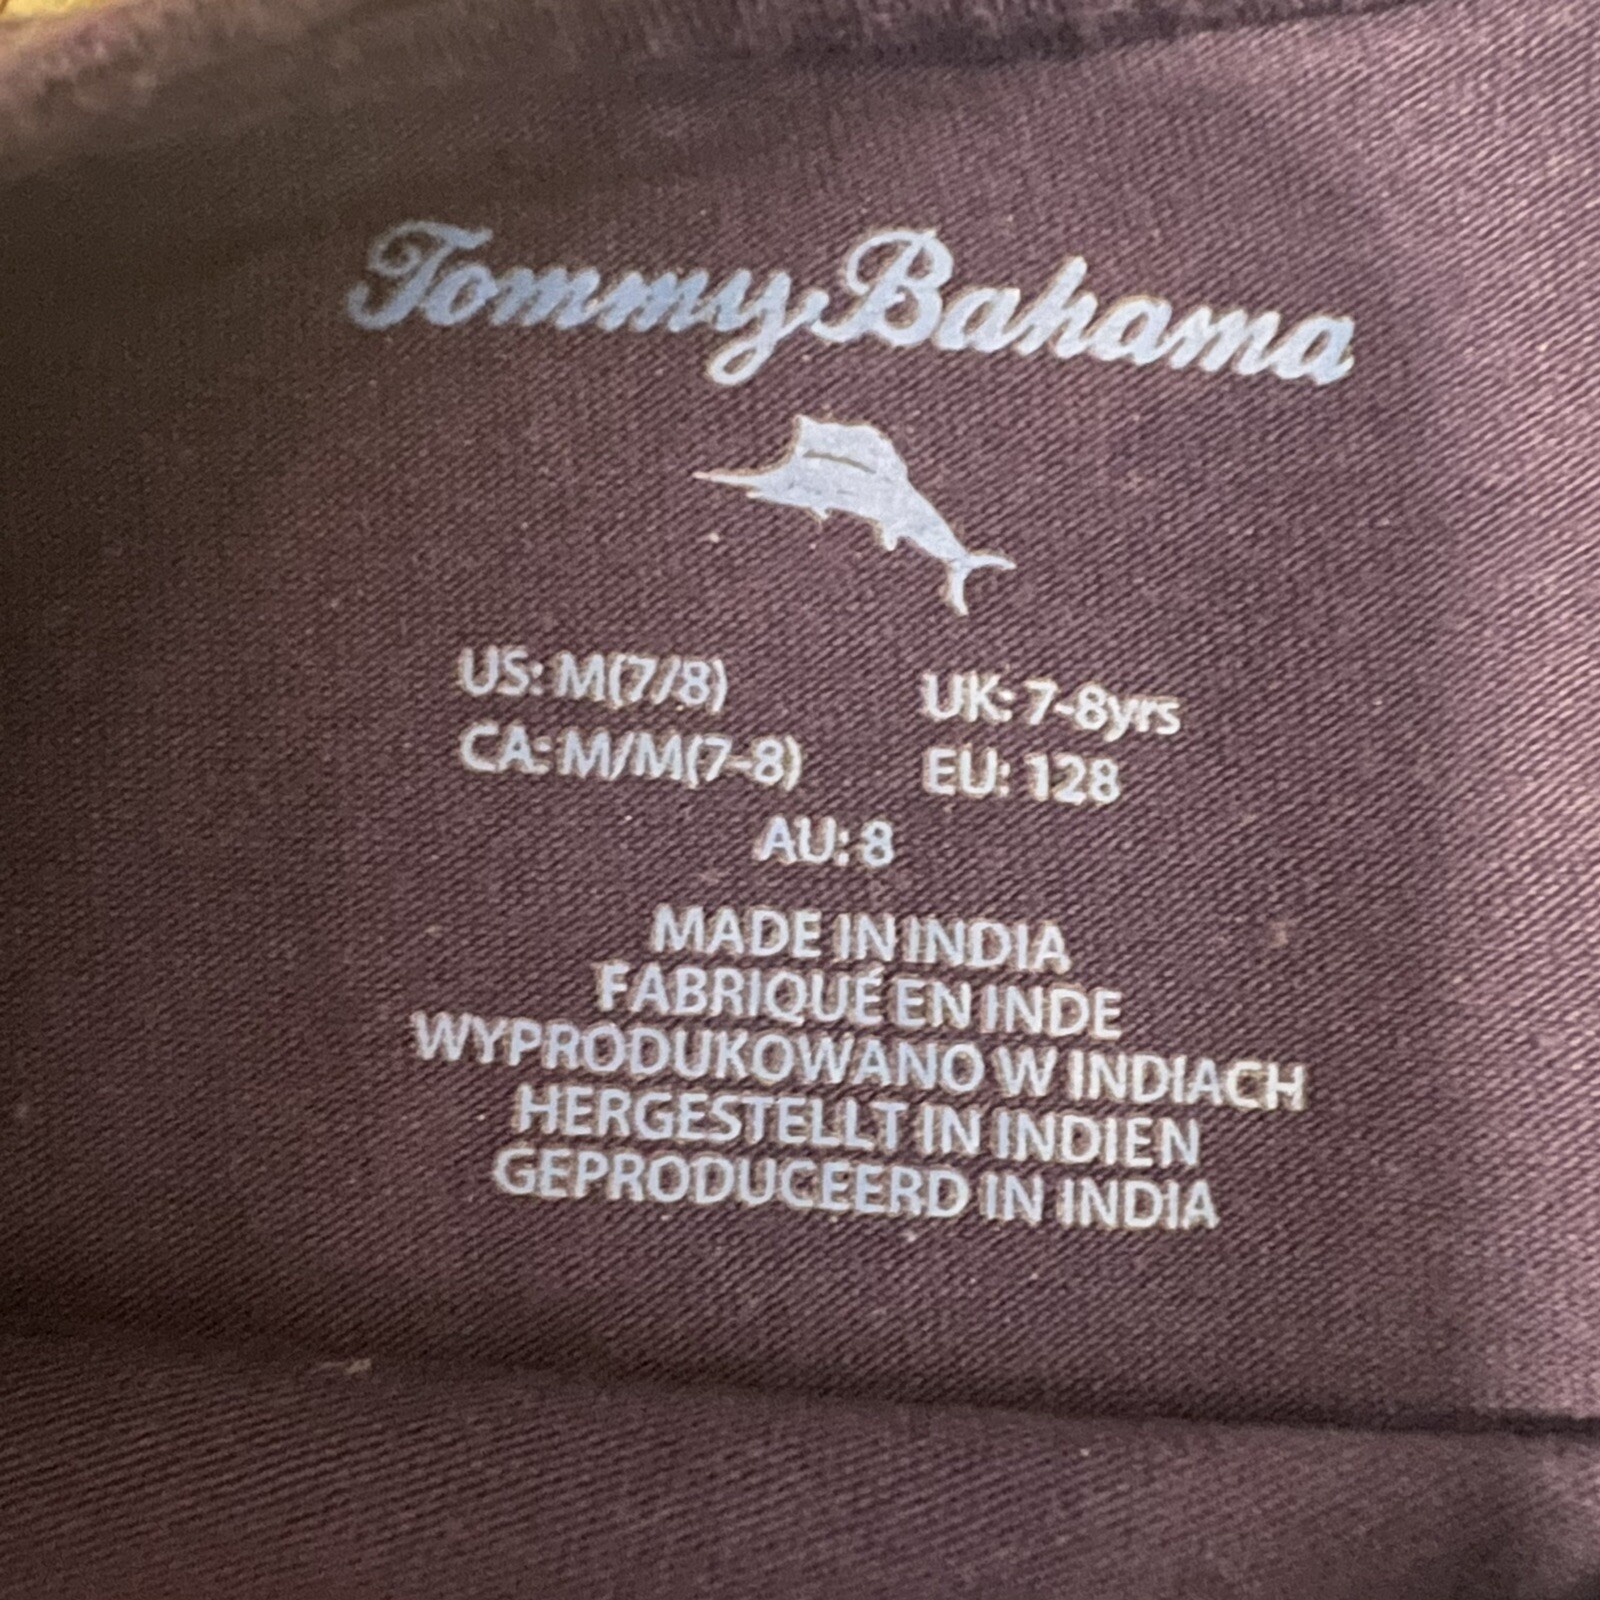 Tommy Bahama
US: M(7/8) UK: 7-8yrs
CA: M/M(7-8) EU: 128
AU: 8
MADE IN INDIA
FABRIQUÉ EN INDE
WYPRODUKOWANO W INDIACH
HERGESTELLT IN INDIEN
GEPRODUCEERD IN INDIA